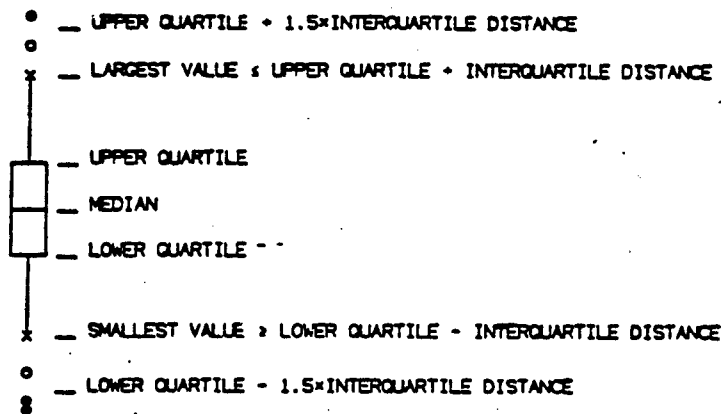 UPPER QUARTILE + 1.5×INTERQUARTILE DISTANCE
LARGEST VALUE ≤ UPPER QUARTILE + INTERQUARTILE DISTANCE
UPPER QUARTILE
MEDIAN
LOWER QUARTILE
SMALLEST VALUE ≥ LOWER QUARTILE - INTERQUARTILE DISTANCE
LOWER QUARTILE - 1.5×INTERQUARTILE DISTANCE